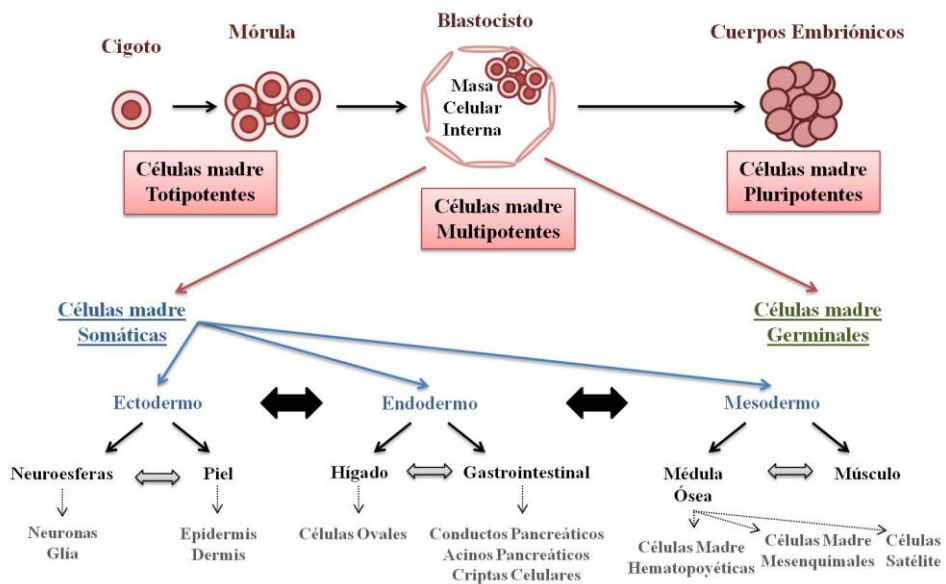 Cigoto
Mórula
Blastocisto
Cuerpos Embriónicos
Masa
Celular
Interna
Células madre
Totipotentes
Células madre
Multipotentes
Células madre
Pluripotentes
Células madre
Somáticas
Células madre
Germinales
Ectodermo
Endodermo
Mesodermo
Neuroesferas
Piel
Hígado
Gastrointestinal
Médula
Ósea
Músculo
Neuronas
Glía
Epidermis
Dermis
Células Ovales
Conductos Pancreáticos
Acinos Pancreáticos
Criptas Celulares
Células Madre
Hematopoyéticas
Células Madre
Mesenquimales
Células
Satélite